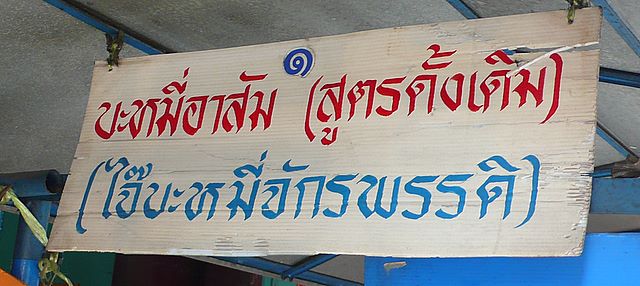 ๑
บะหมี่อาสัม (สูตรดั้งเดิม)
(ไอ๊บะหมี่จักรพรรดิ)